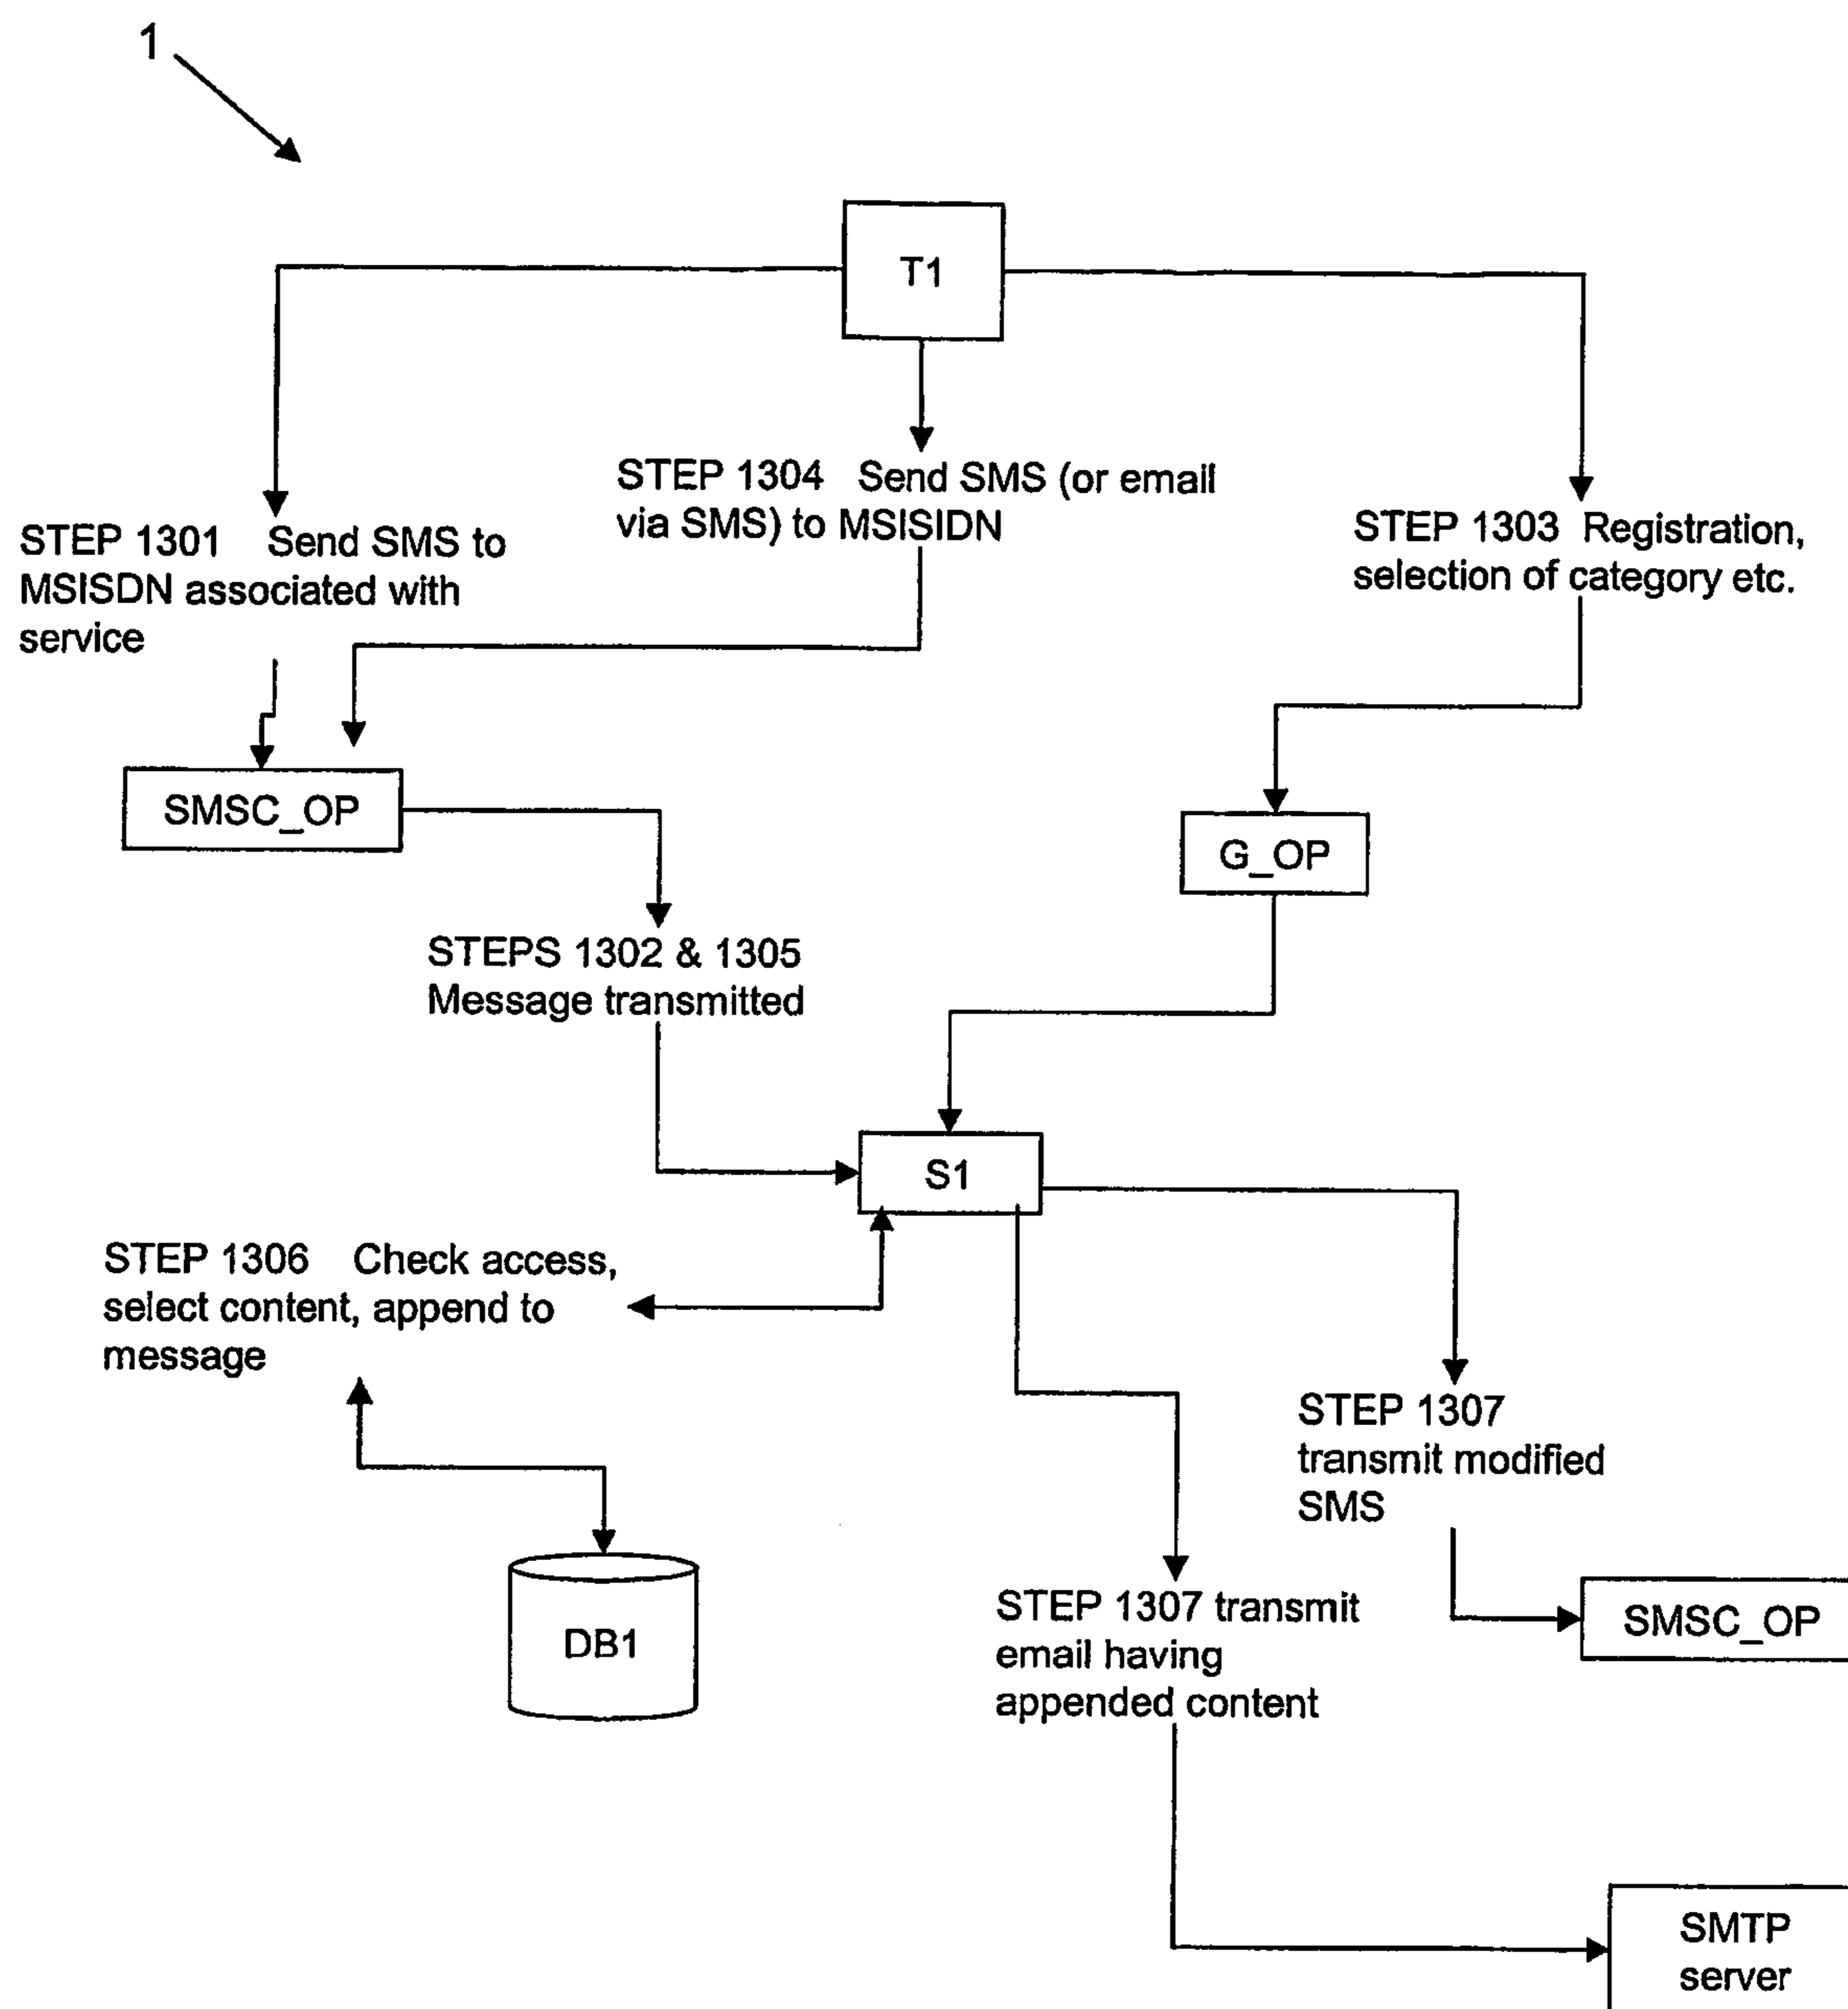 1
T1
STEP 1304 Send SMS (or email
via SMS) to MSISIDN
STEP 1301 Send SMS to
MSISDN associated with
service
STEP 1303 Registration,
selection of category etc.
SMSC_OP
G_OP
STEPS 1302 & 1305
Message transmitted
S1
STEP 1306 Check access,
select content, append to
message
STEP 1307
transmit modified
SMS
STEP 1307 transmit
email having
appended content
SMSC_OP
DB1
SMTP
server